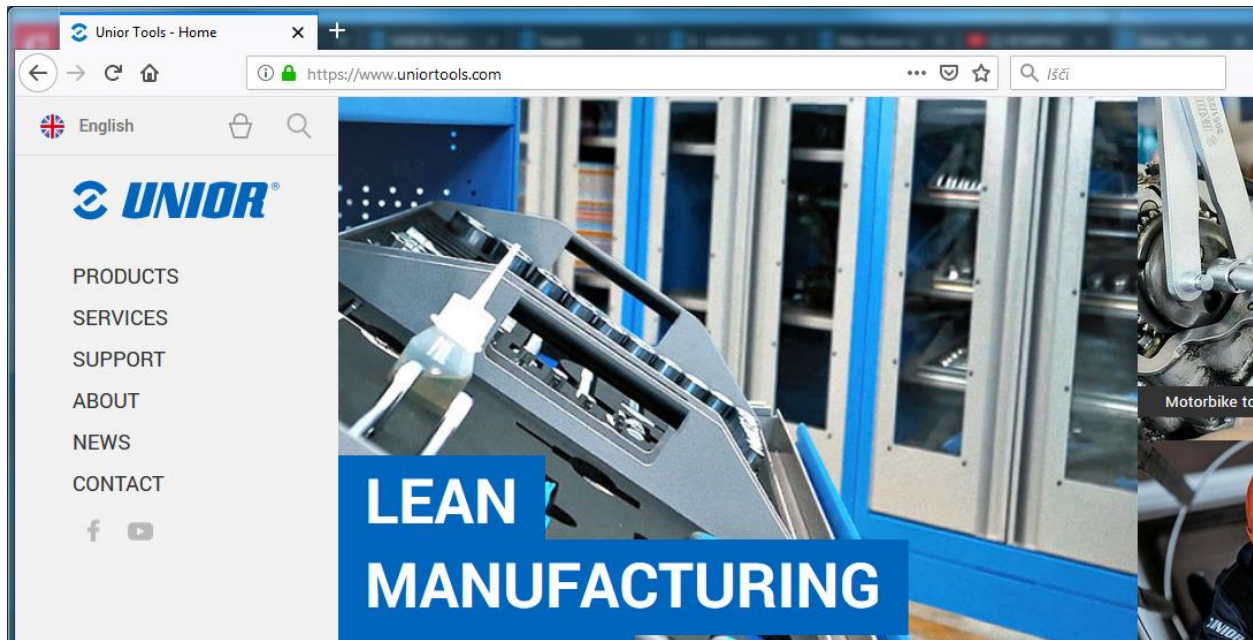 Unior Tools - Home
https://www.uniortools.com
Išči
English
UNIOR®
PRODUCTS
SERVICES
SUPPORT
ABOUT
NEWS
CONTACT
LEAN
MANUFACTURING
Motorbike to
UNIOR